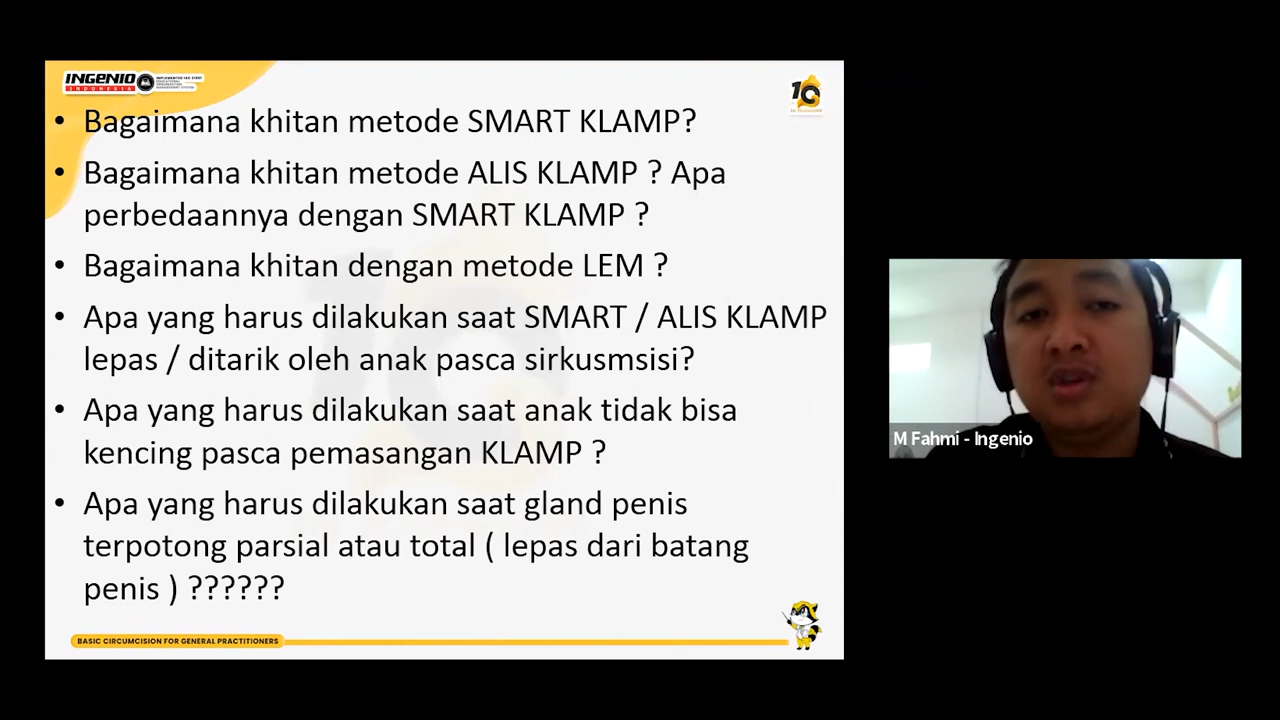 INGENIO
INDONESIA
• Bagaimana khitan metode SMART KLAMP?
• Bagaimana khitan metode ALIS KLAMP ? Apa
perbedaannya dengan SMART KLAMP ?
• Bagaimana khitan dengan metode LEM ?
• Apa yang harus dilakukan saat SMART / ALIS KLAMP
lepas / ditarik oleh anak pasca sirkusmsisi?
• Apa yang harus dilakukan saat anak tidak bisa
kencing pasca pemasangan KLAMP ?
• Apa yang harus dilakukan saat gland penis
terpotong parsial atau total ( lepas dari batang
penis ) ??????
BASIC CIRCUMCISION FOR GENERAL PRACTITIONERS
M Fahmi - Ingenio